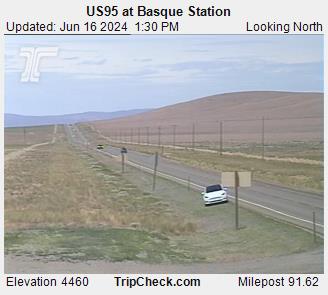 US95 at Basque Station
Updated: Jun 16 2024 1:30 PM Looking North
Elevation 4460 TripCheck.com Milepost 91.62